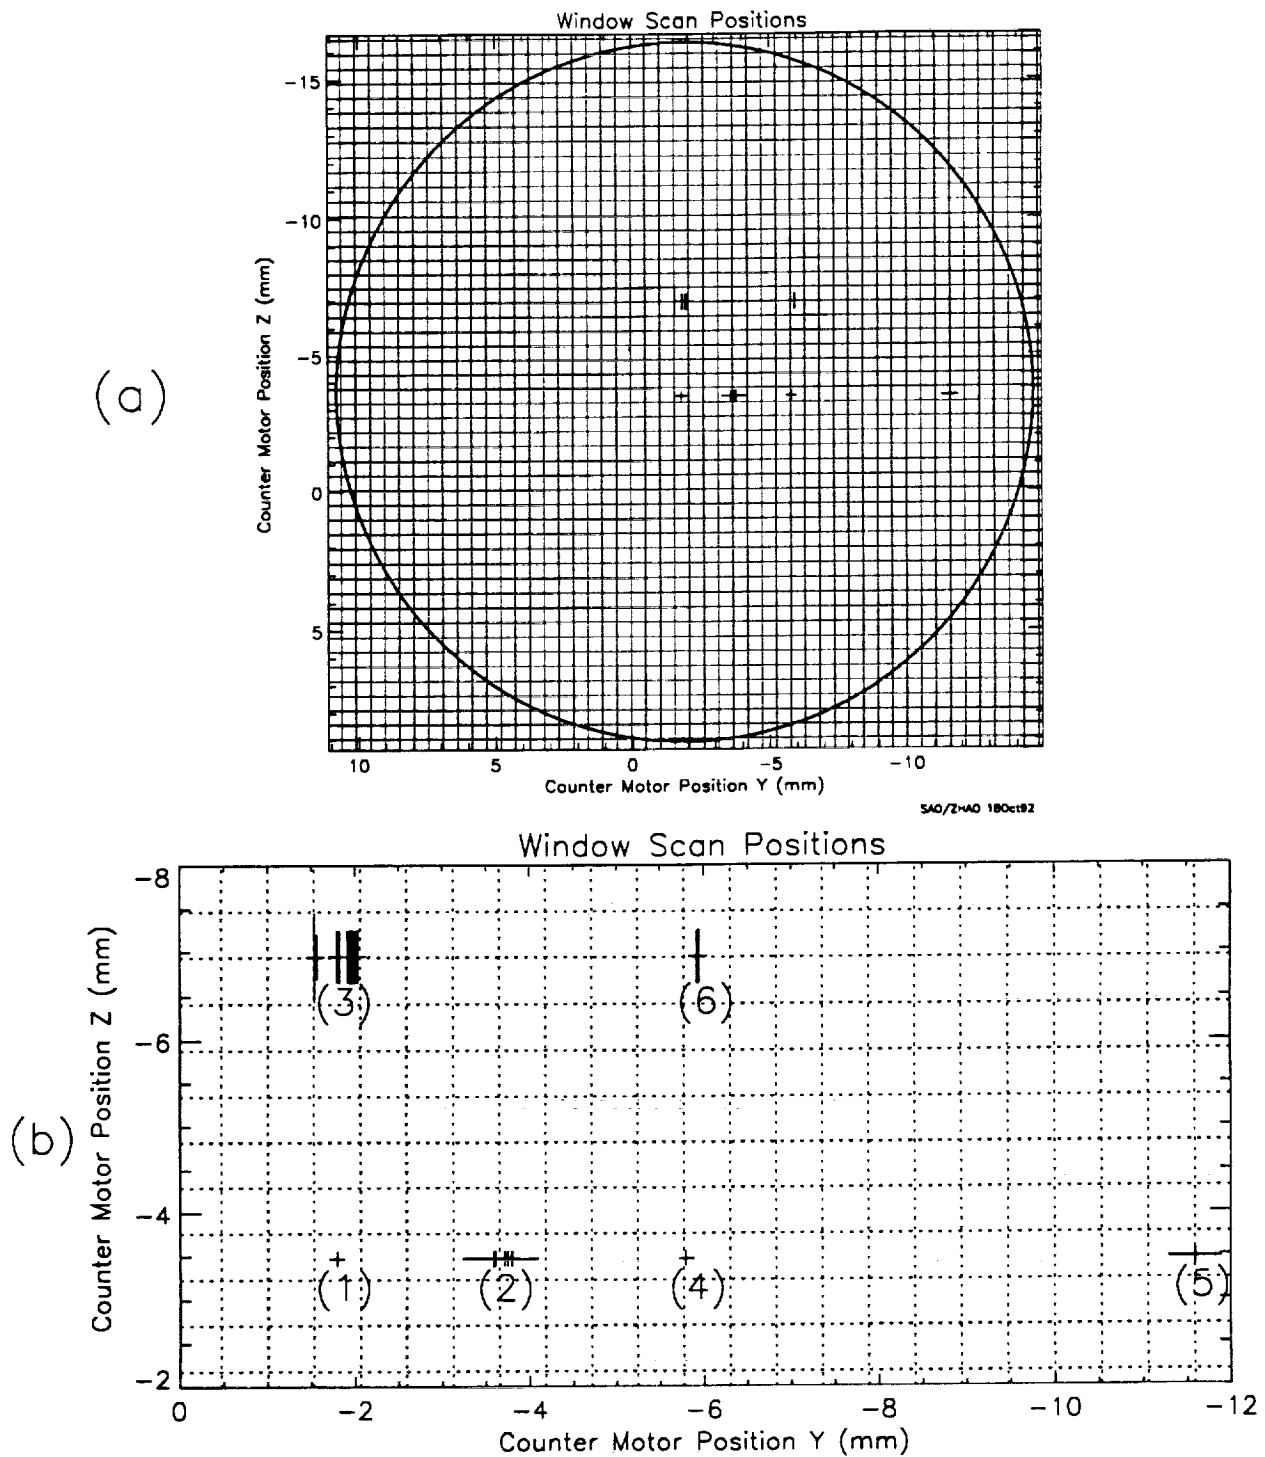 Window Scan Positions
-15
-10
-5
0
5
Counter Motor Position Z (mm)
(a)
10 5 0 -5 -10
Counter Motor Position Y (mm)
SAO/ZHAO 18Oct92
Window Scan Positions
-8
-6
-4
-2
Counter Motor Position Z (mm)
(b)
(3) (6)
(1) (2) (4) (5)
0 -2 -4 -6 -8 -10 -12
Counter Motor Position Y (mm)